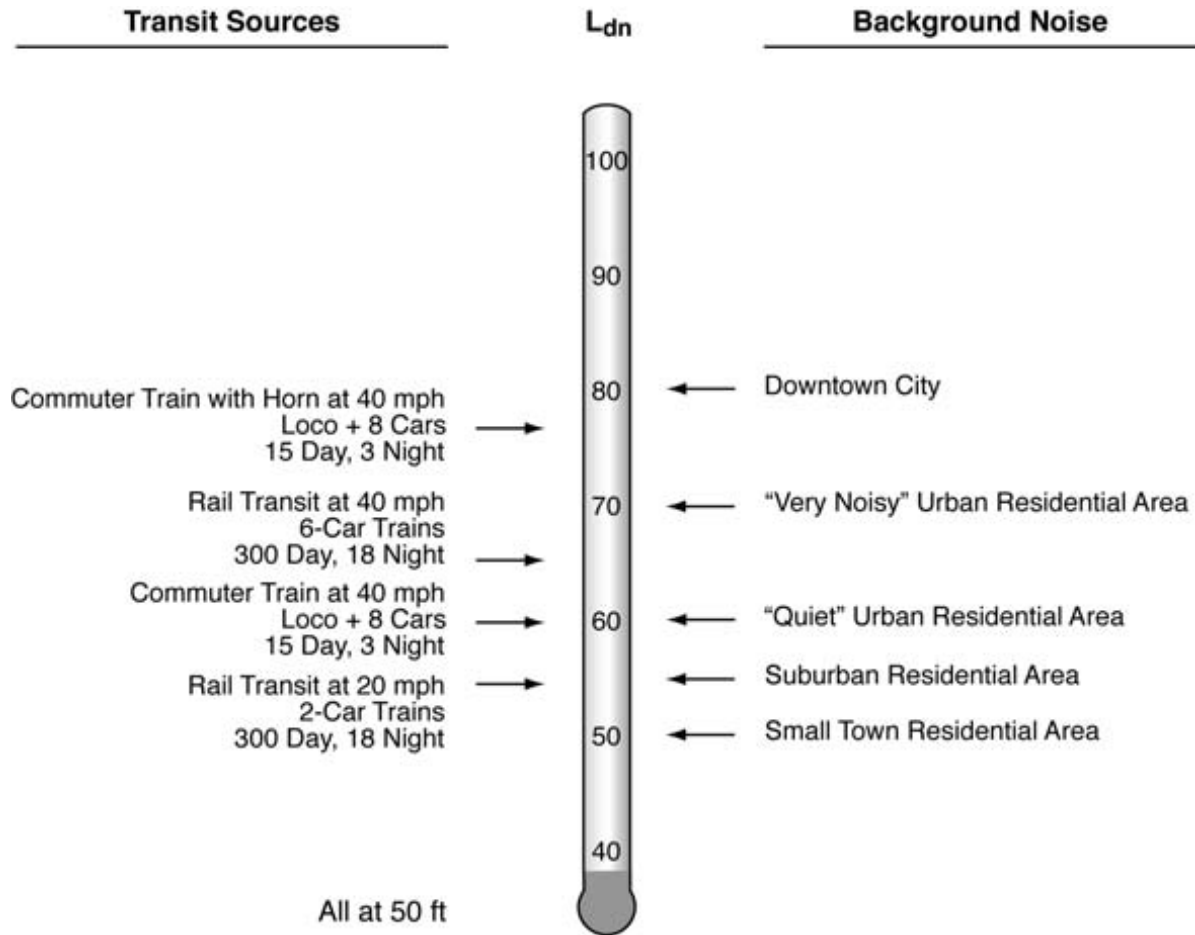 Transit Sources
Ldn
Background Noise
100
90
80
70
60
50
40
Commuter Train with Horn at 40 mph
Loco + 8 Cars
15 Day, 3 Night
Rail Transit at 40 mph
6-Car Trains
300 Day, 18 Night
Commuter Train at 40 mph
Loco + 8 Cars
15 Day, 3 Night
Rail Transit at 20 mph
2-Car Trains
300 Day, 18 Night
All at 50 ft
Downtown City
“Very Noisy” Urban Residential Area
“Quiet” Urban Residential Area
Suburban Residential Area
Small Town Residential Area